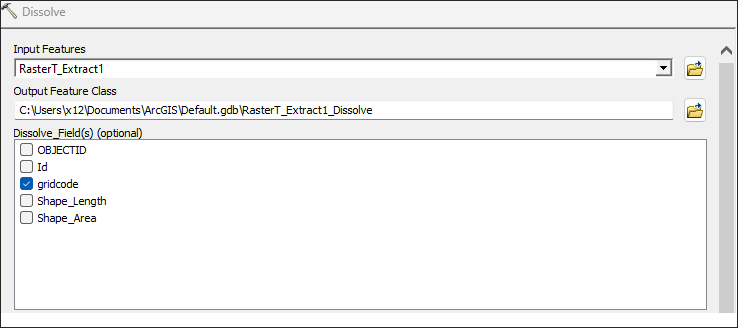 Dissolve
Input Features
RasterT_Extract1
Output Feature Class
C:\Users\x12\Documents\ArcGIS\Default.gdb\RasterT_Extract1_Dissolve
Dissolve_Field(s) (optional)
OBJECTID
Id
gridcode
Shape_Length
Shape_Area